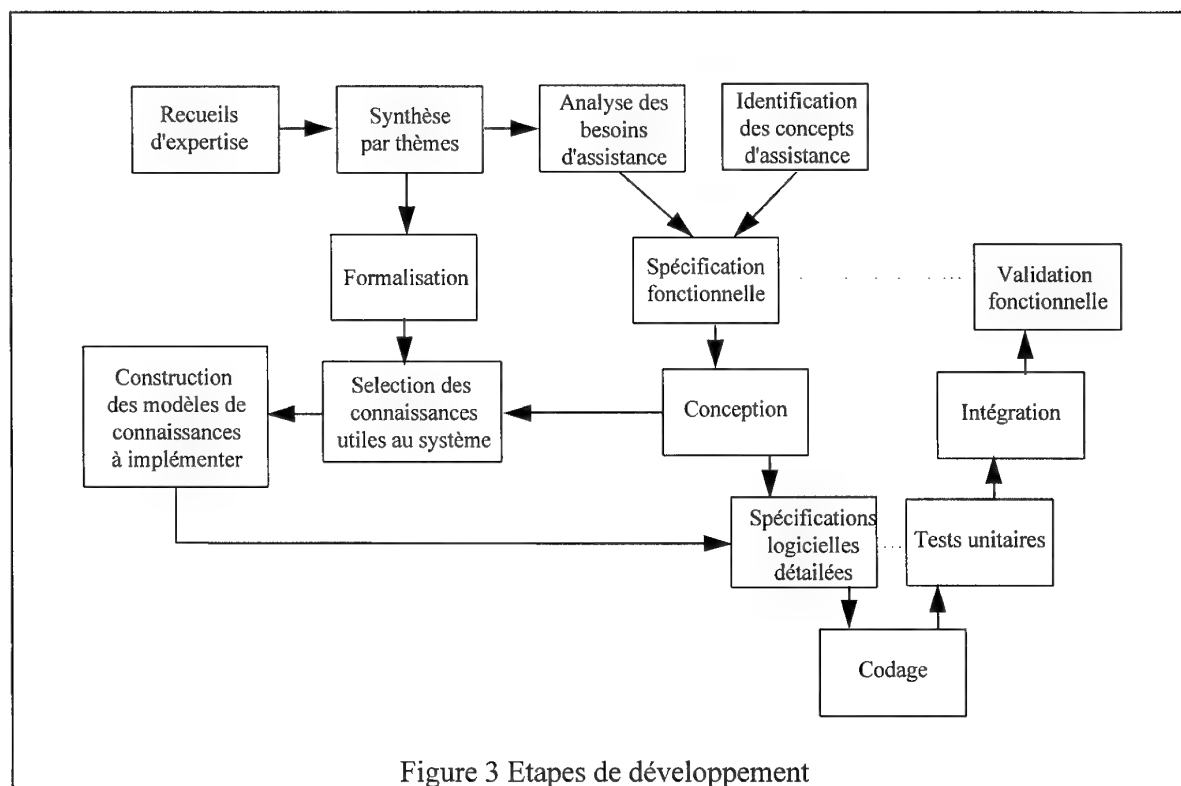 Recueils
d'expertise
Synthèse
par thèmes
Analyse des
besoins
d'assistance
Identification
des concepts
d'assistance
Formalisation
Spécification
fonctionnelle
Validation
fonctionnelle
Construction
des modèles de
connaissances
à implémenter
Selection des
connaissances
utiles au système
Conception
Intégration
Spécifications
logicielles
détailées
Tests unitaires
Codage
Figure 3 Etapes de développement